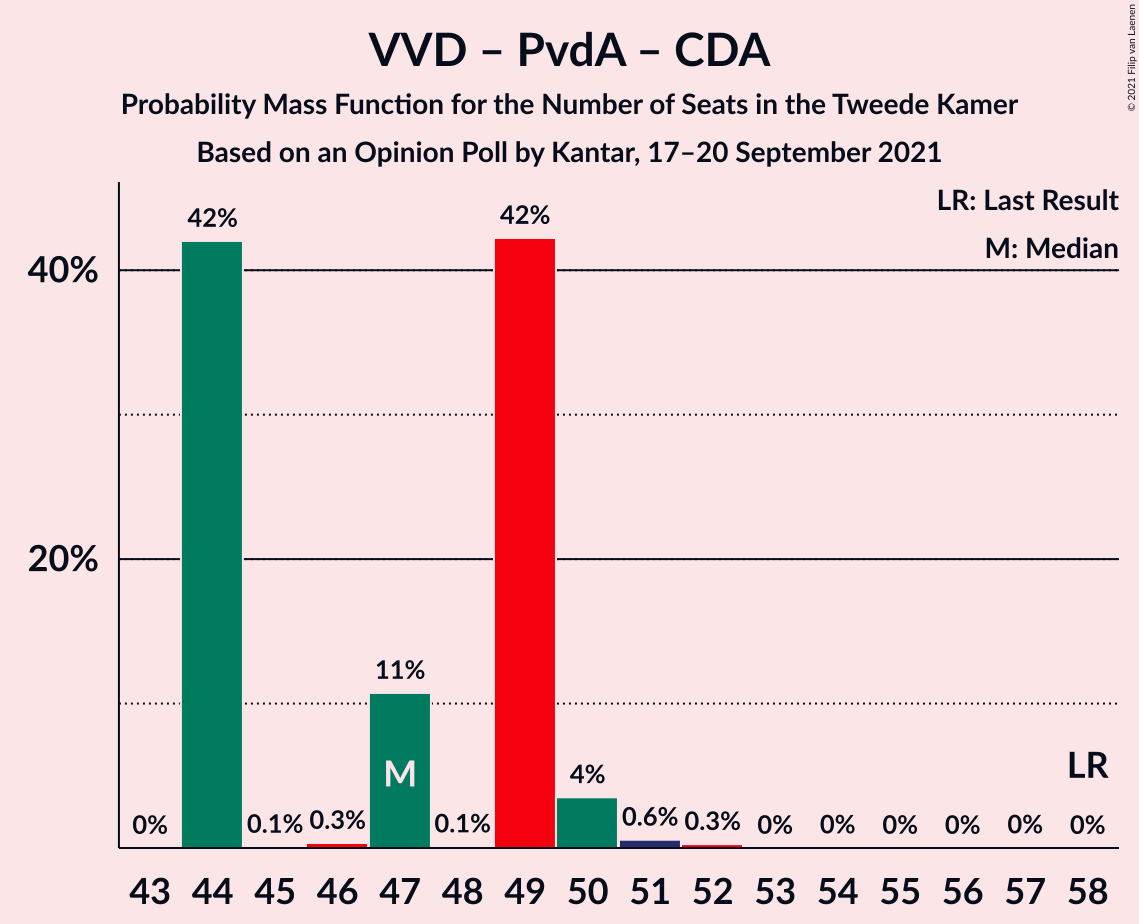 VVD – PvdA – CDA
Probability Mass Function for the Number of Seats in the Tweede Kamer
Based on an Opinion Poll by Kantar, 17–20 September 2021
© 2021 Filip van Laenen
LR: Last Result
M: Median
40%
20%
0%
42%
0.1%
0.3%
11%
0.1%
42%
4%
0.6%
0.3%
0%
0%
0%
0%
0%
0%
M
LR
43 44 45 46 47 48 49 50 51 52 53 54 55 56 57 58